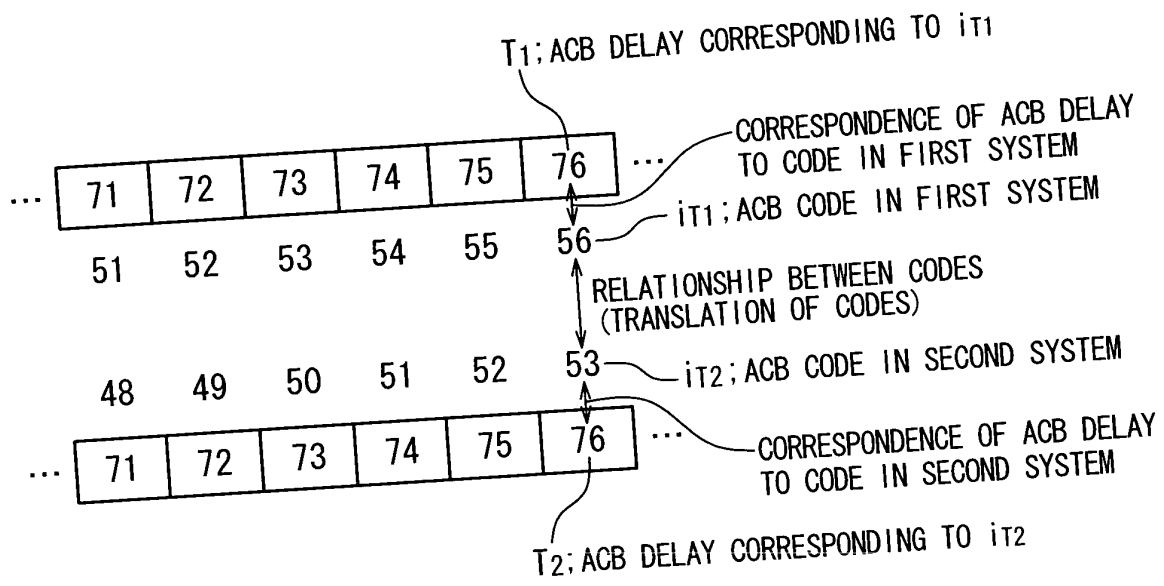 T1;ACB DELAY CORRESPONDING TO iT1
CORRESPONDENCE OF ACB DELAY
TO CODE IN FIRST SYSTEM
... 71 72 73 74 75 76 ...
iT1;ACB CODE IN FIRST SYSTEM
51 52 53 54 55 56
RELATIONSHIP BETWEEN CODES
(TRANSLATION OF CODES)
48 49 50 51 52 53
iT2;ACB CODE IN SECOND SYSTEM
... 71 72 73 74 75 76 ...
CORRESPONDENCE OF ACB DELAY
TO CODE IN SECOND SYSTEM
T2;ACB DELAY CORRESPONDING TO iT2